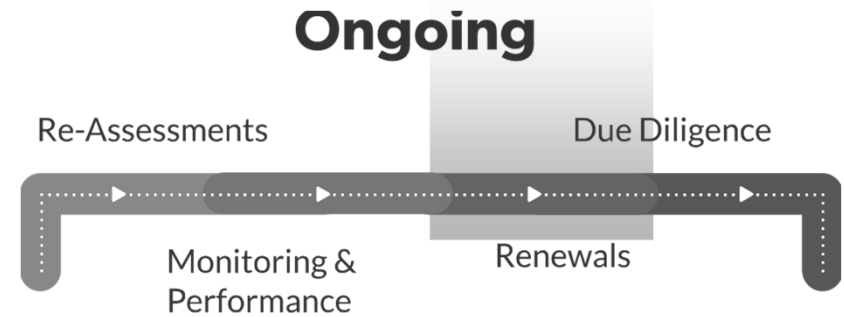 Ongoing
Re-Assessments
Due Diligence
Monitoring &
Performance
Renewals